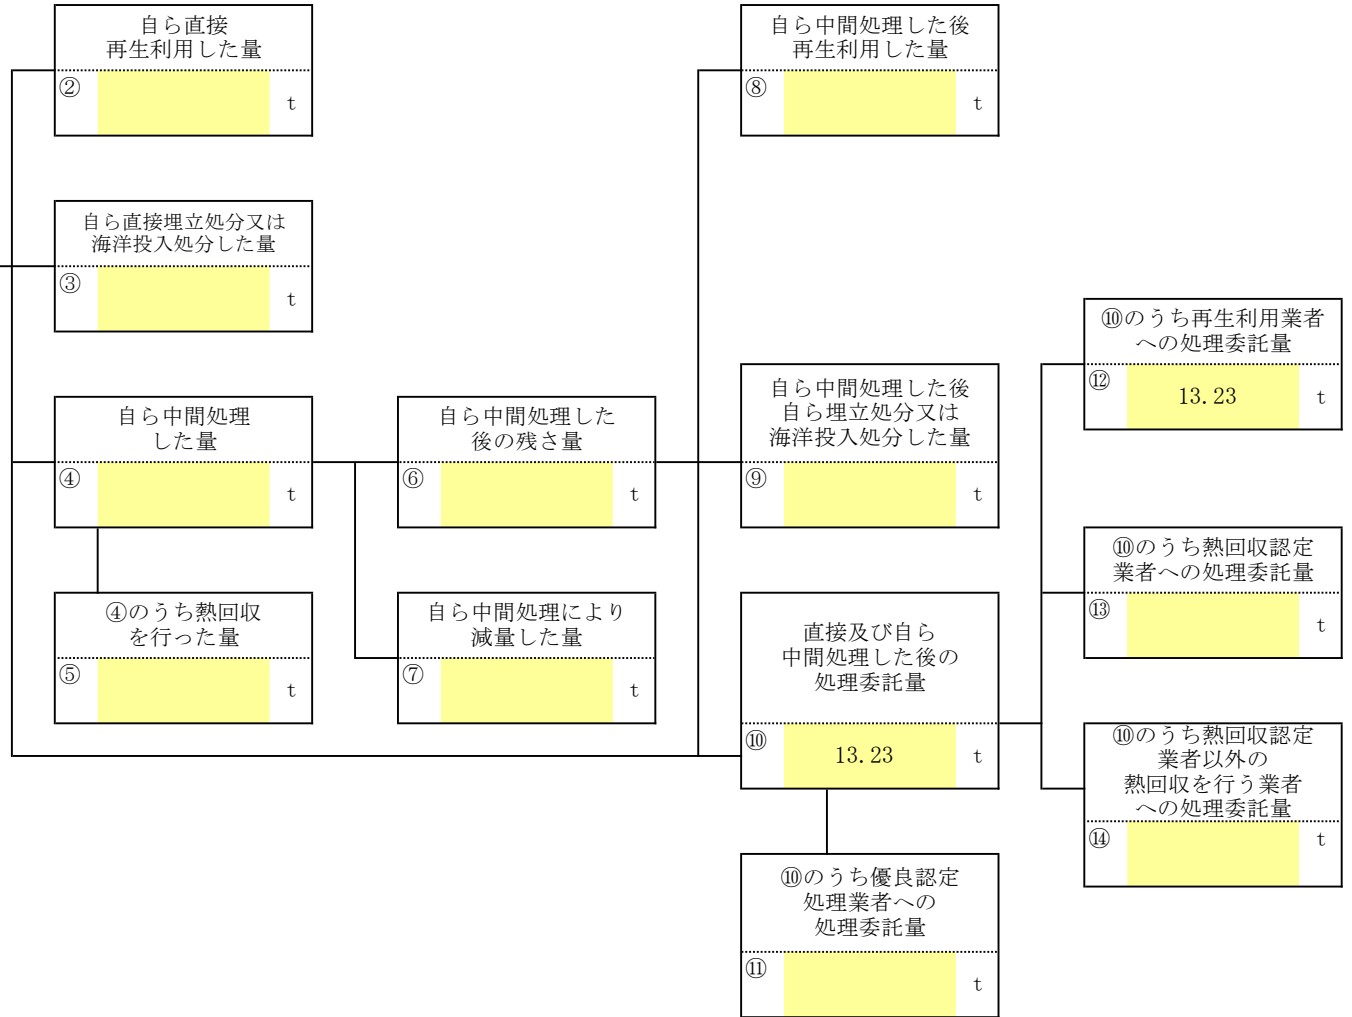 自ら直接
再生利用した量
②
t
自ら中間処理した後
再生利用した量
⑧
t
自ら直接埋立処分又は
海洋投入処分した量
③
t
⑩のうち再生利用業者
への処理委託量
⑫
13.23
t
自ら中間処理
した量
④
t
自ら中間処理した
後の残さ量
⑥
t
自ら中間処理した後
自ら埋立処分又は
海洋投入処分した量
⑨
t
⑩のうち熱回収認定
業者への処理委託量
⑬
t
④のうち熱回収
を行った量
⑤
t
自ら中間処理により
減量した量
⑦
t
直接及び自ら
中間処理した後の
処理委託量
⑩
13.23
t
⑩のうち熱回収認定
業者以外の
熱回収を行う業者
への処理委託量
⑭
t
⑩のうち優良認定
処理業者への
処理委託量
⑪
t